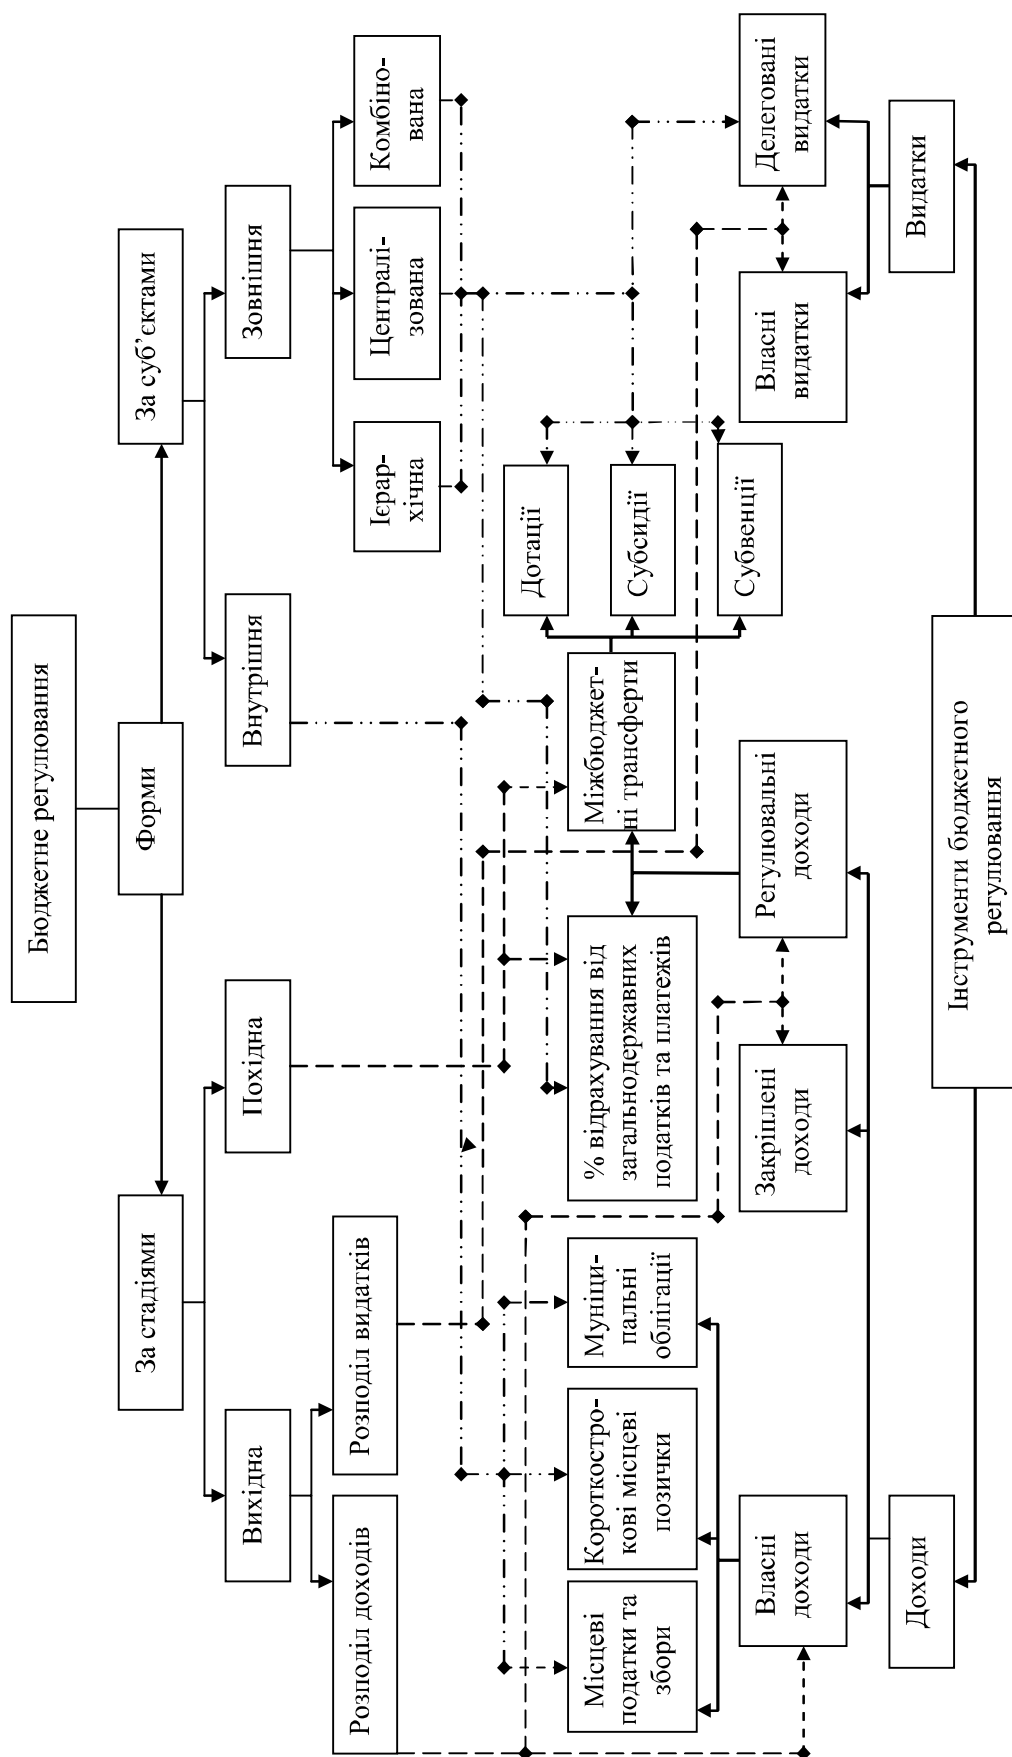 Бюджетне регулювання
Форми
За стадіями
За суб’єктами
Вихідна
Похідна
Внутрішня
Зовнішня
Розподіл доходів
Розподіл видатків
Ієрар-
хічна
Централі-
зована
Комбіно-
вана
Місцеві
податки та
збори
Короткостро-
кові місцеві
позички
Муніци-
пальні
облігації
% відрахування від
загальнодержавних
податків та платежів
Міжбюджет-
ні трансферти
Дотації
Субсидії
Субвенції
Власні
доходи
Закріплені
доходи
Регулювальні
доходи
Власні
видатки
Делеговані
видатки
Доходи
Видатки
Інструменти бюджетного
регулювання